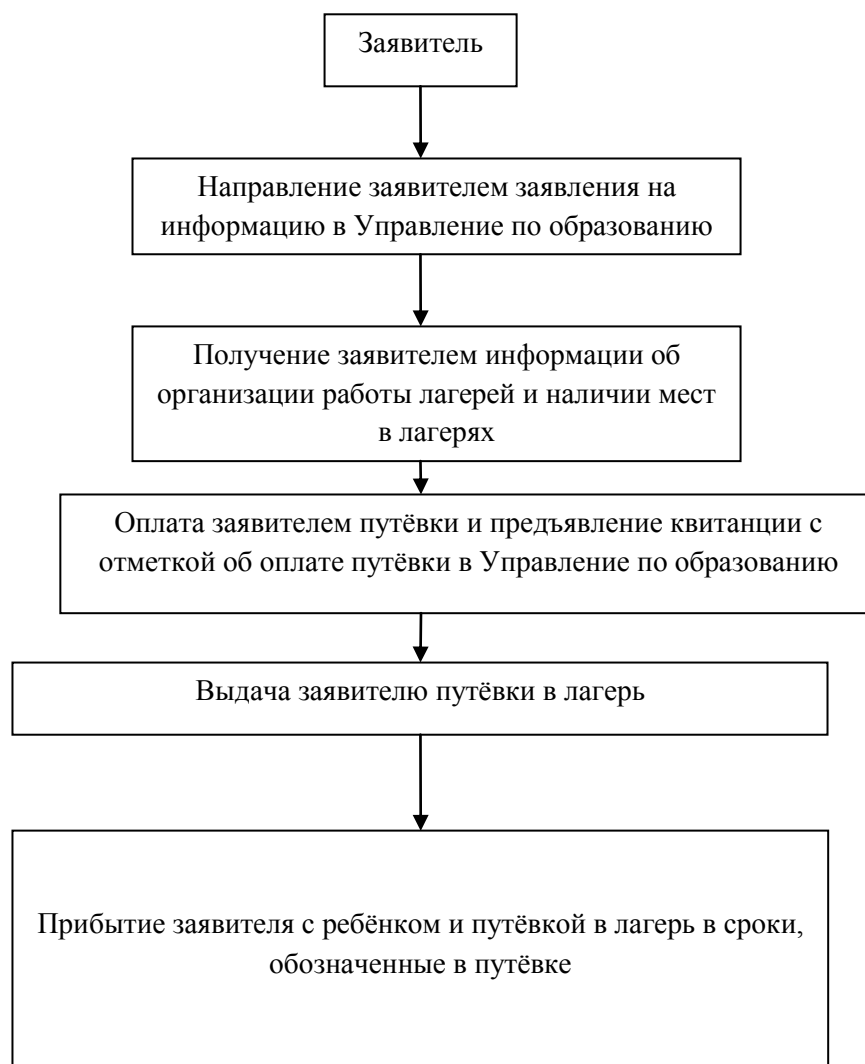 Заявитель
Направление заявителем заявления на
информацию в Управление по образованию
Получение заявителем информации об
организации работы лагерей и наличии мест
в лагерях
Оплата заявителем путёвки и предъявление квитанции с
отметкой об оплате путёвки в Управление по образованию
Выдача заявителю путёвки в лагерь
Прибытие заявителя с ребёнком и путёвкой в лагерь в сроки,
обозначенные в путёвке